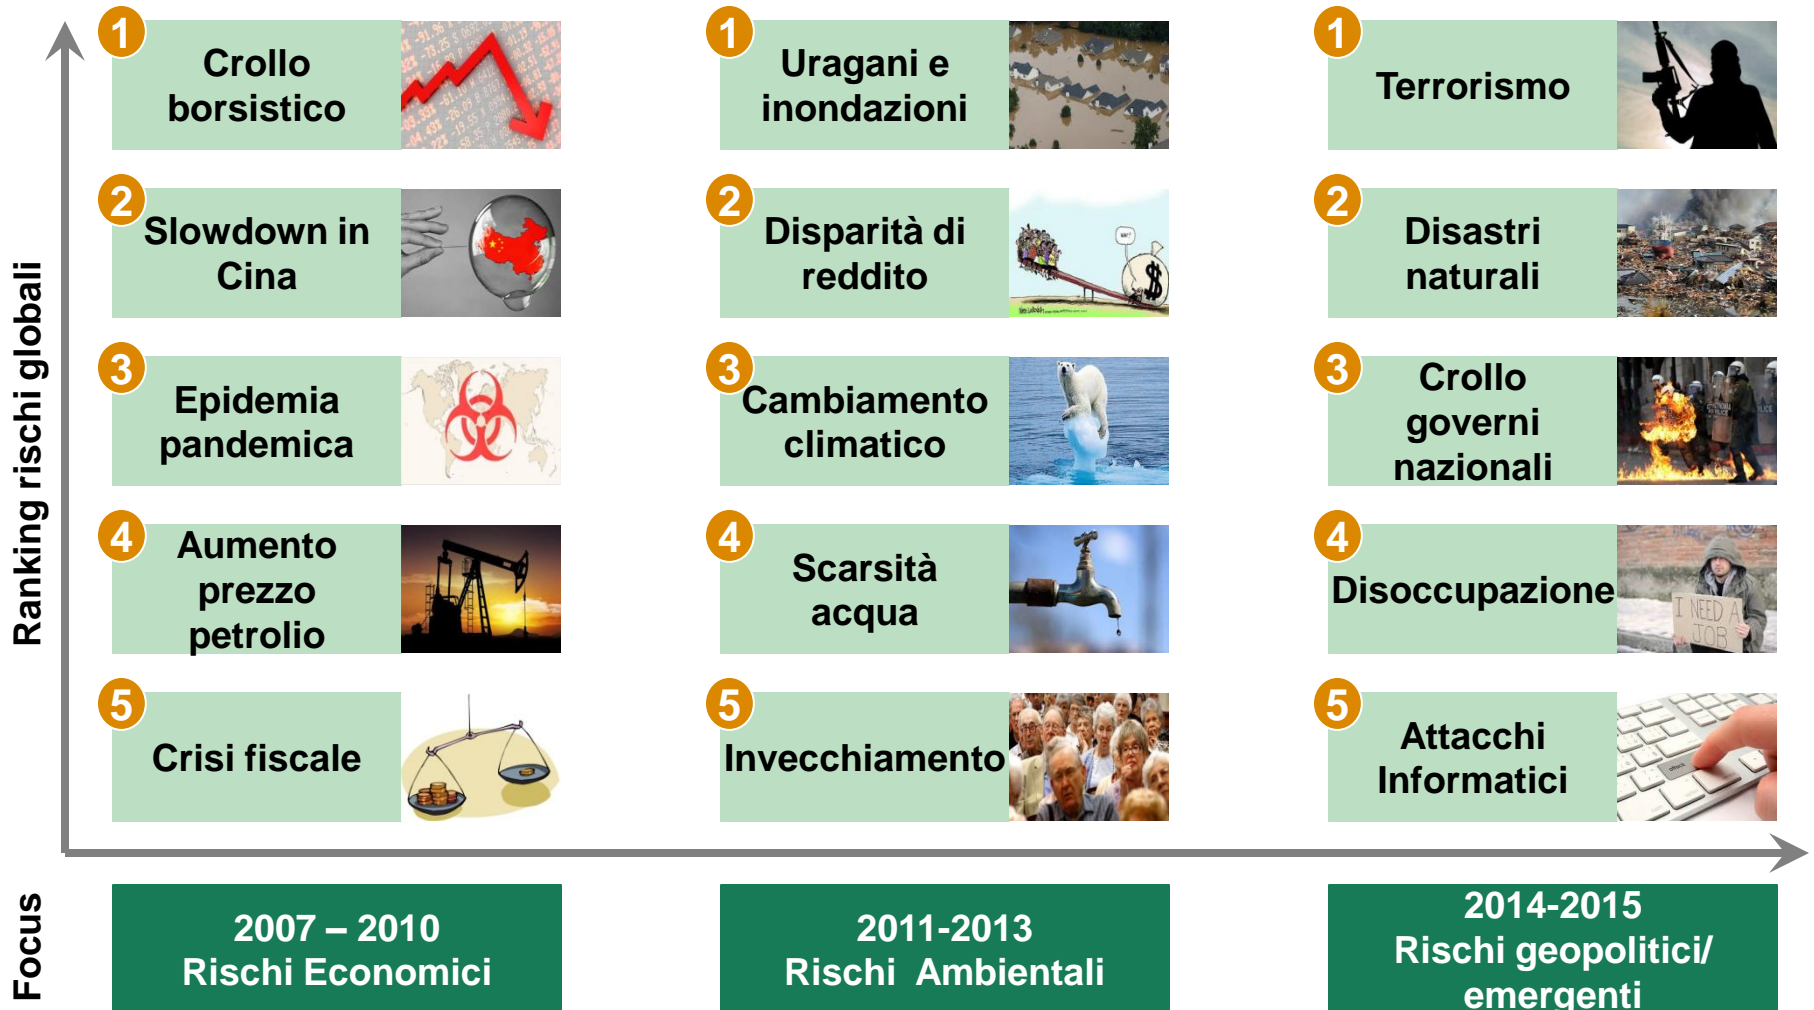 Ranking rischi globali
1
Crollo
borsistico
2
Slowdown in
Cina
3
Epidemia
pandemica
4
Aumento
prezzo
petrolio
5
Crisi fiscale
1
Uragani e
inondazioni
2
Disparità di
reddito
$
3
Cambiamento
climatico
4
Scarsità
acqua
5
Invecchiamento
1
Terrorismo
2
Disastri
naturali
3
Crollo
governi
nazionali
4
Disoccupazione
I NEED A
JOB
5
Attacchi
Informatici
Focus
2007 – 2010
Rischi Economici
2011-2013
Rischi Ambientali
2014-2015
Rischi geopolitici/
emergenti